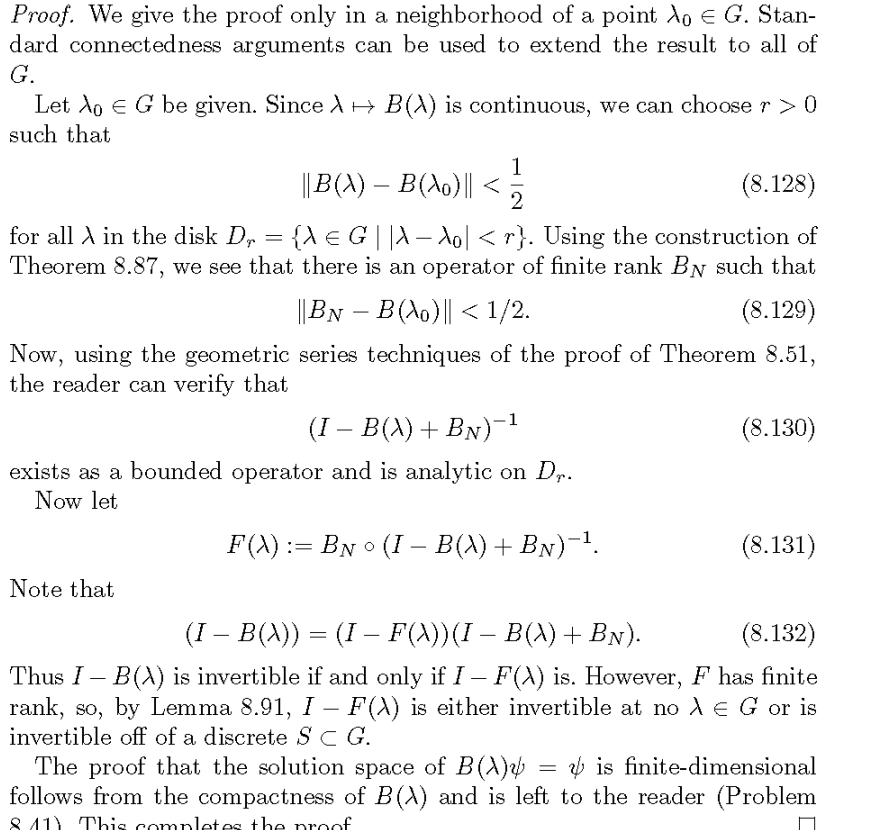 Proof. We give the proof only in a neighborhood of a point λ₀ ∈ G. Stan-
dard connectedness arguments can be used to extend the result to all of
G.
Let λ₀ ∈ G be given. Since λ ↦ B(λ) is continuous, we can choose r > 0
such that
‖B(λ) − B(λ₀)‖ < 1/2 (8.128)
for all λ in the disk Dᵣ = {λ ∈ G | |λ − λ₀| < r}. Using the construction of
Theorem 8.87, we see that there is an operator of finite rank B_N such that
‖B_N − B(λ₀)‖ < 1/2. (8.129)
Now, using the geometric series techniques of the proof of Theorem 8.51,
the reader can verify that
(I − B(λ) + B_N)⁻¹ (8.130)
exists as a bounded operator and is analytic on Dᵣ.
Now let
F(λ) := B_N ∘ (I − B(λ) + B_N)⁻¹. (8.131)
Note that
(I − B(λ)) = (I − F(λ))(I − B(λ) + B_N). (8.132)
Thus I − B(λ) is invertible if and only if I − F(λ) is. However, F has finite
rank, so, by Lemma 8.91, I − F(λ) is either invertible at no λ ∈ G or is
invertible off of a discrete S ⊂ G.
The proof that the solution space of B(λ)ψ = ψ is finite-dimensional
follows from the compactness of B(λ) and is left to the reader (Problem
8.41). This completes the proof. □